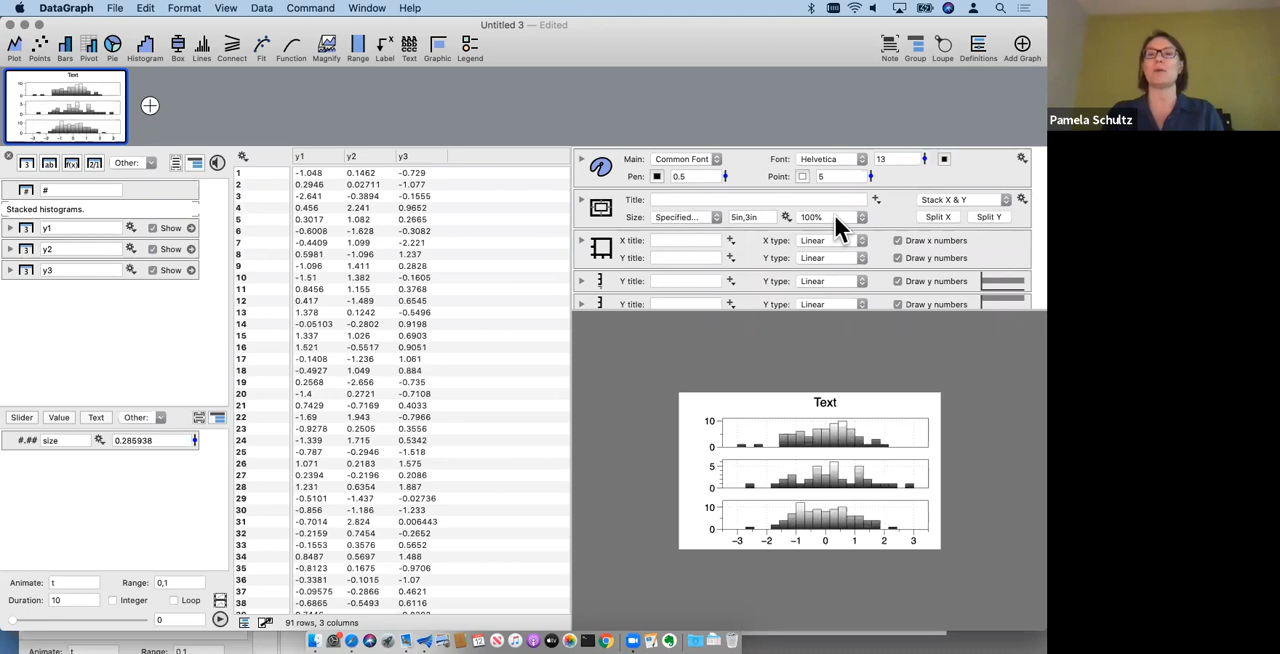 DataGraph File Edit Format View Data Command Window Help
Untitled 3 — Edited
Plot Points Bars Pivot Pie Histogram Box Lines Connect Fit Function Magnify Range Label Text Graphic Legend Note Group Loupe Definitions Add Graph
Text
Other:
#
Stacked histograms.
y1 Show
y2 Show
y3 Show
Slider Value Text Other:
#.## size 0.285938
Animate: t Range: 0,1
Duration: 10 Integer Loop
0
y1 y2 y3
1 -1.048 0.1462 -0.729
2 0.2946 0.02711 -1.077
3 -2.641 -0.3894 -0.1555
4 0.456 2.241 0.9652
5 0.3017 1.082 0.2665
6 -0.6008 -1.628 -0.3082
7 -0.4409 1.099 -2.221
8 0.5981 -1.096 1.237
9 -1.096 1.411 0.2828
10 -1.51 1.382 -0.1605
11 0.8456 1.155 0.3768
12 0.417 -1.489 0.6545
13 1.378 0.1242 -0.5496
14 -0.05103 -0.2802 0.9198
15 1.337 1.026 0.6903
16 1.521 -0.5517 0.9051
17 -0.1408 -1.236 1.061
18 -0.4927 1.049 0.884
19 0.2568 -2.656 -0.735
20 -1.4 0.2721 -0.7108
21 0.7429 -0.7169 0.4033
22 -1.69 1.943 -0.7966
23 -0.9278 0.2505 0.3556
24 -1.339 1.715 0.5342
25 -0.787 -0.2946 -1.518
26 1.071 0.2183 1.575
27 0.2394 -0.2196 0.2086
28 1.231 0.6354 1.887
29 -0.5101 -1.437 -0.02736
30 -0.856 -1.186 -1.233
31 -0.7014 2.824 0.006443
32 -0.2159 0.7454 -0.2652
33 -0.1553 0.3576 0.5652
34 0.8487 0.5697 1.488
35 -0.8123 0.1675 -0.9706
36 -0.3381 -0.1015 -1.07
37 -0.09575 -0.2866 0.4621
38 -0.6865 -0.5493 0.6116
91 rows, 3 columns
Main: Common Font Font: Helvetica 13
Pen: 0.5 Point: 5
Title: Stack X & Y
Size: Specified... 5in,3in 100% Split X Split Y
X title: X type: Linear Draw x numbers
Y title: Y type: Linear Draw y numbers
Y title: Y type: Linear Draw y numbers
Y title: Y type: Linear Draw y numbers
Text
10
0
5
0
10
0
−3 −2 −1 0 1 2 3
Pamela Schultz
Animate: t Range: 0,1